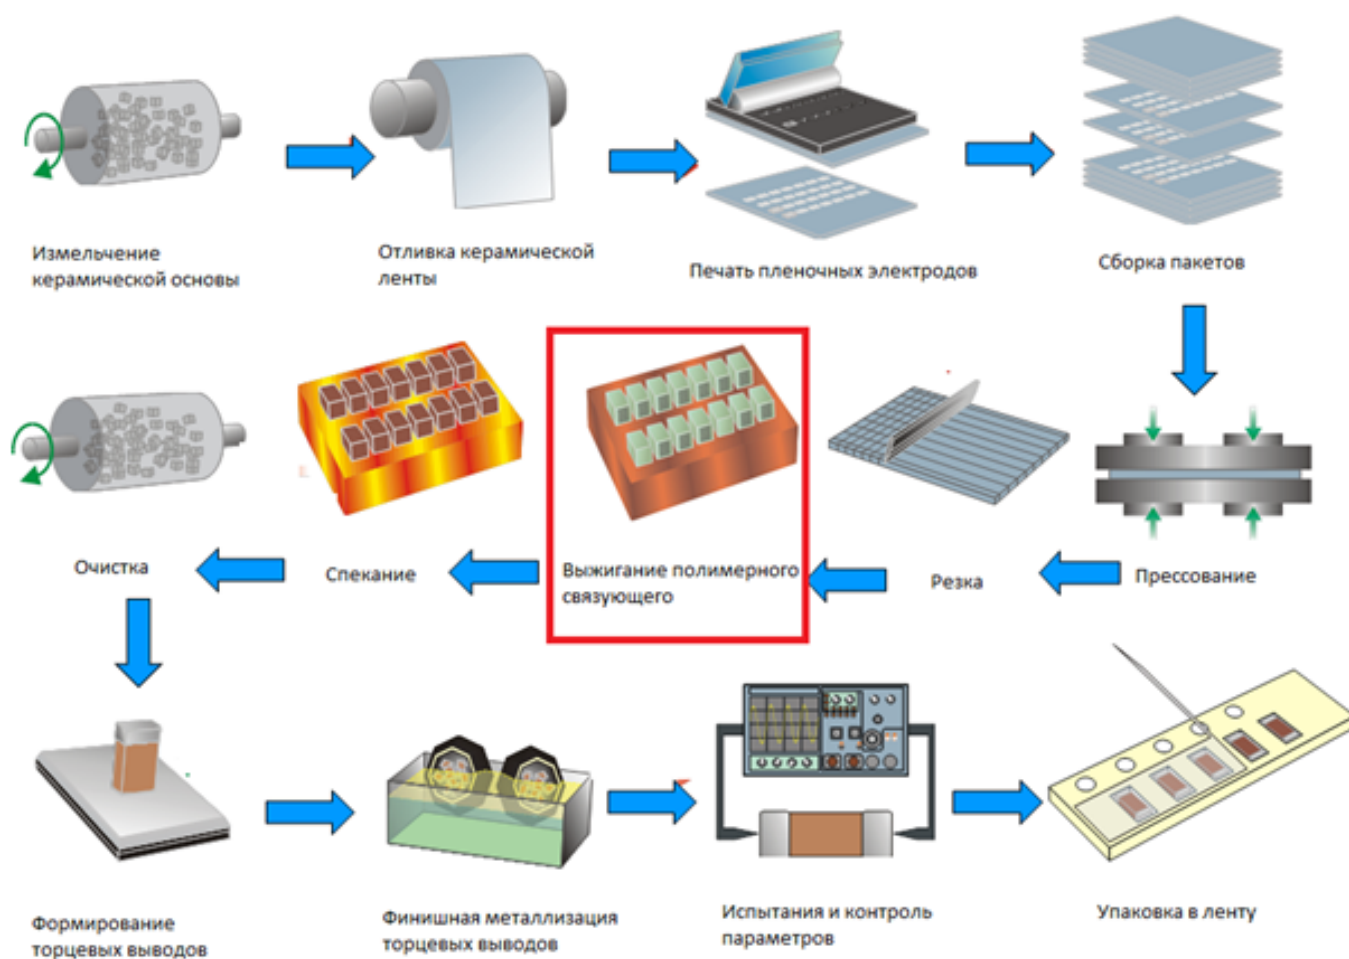 Измельчение
керамической основы
Отливка керамической
ленты
Печать пленочных электродов
Сборка пакетов
Прессование
Резка
Выжигание полимерного
связующего
Спекание
Очистка
Формирование
торцевых выводов
Финишная металлизация
торцевых выводов
Испытания и контроль
параметров
Упаковка в ленту